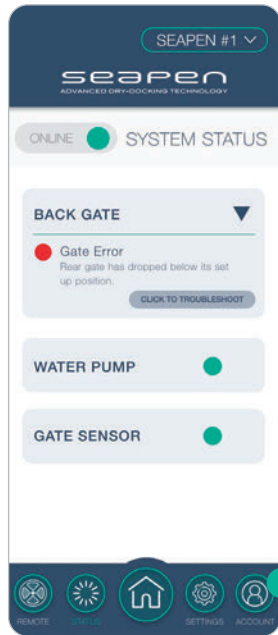 SEAPEN #1
SEAPEN
ADVANCED DRY-DOCKING TECHNOLOGY
ONLINE
SYSTEM STATUS
BACK GATE
Gate Error
Rear gate has dropped below its set
up position.
CLICK TO TROUBLESHOOT
WATER PUMP
GATE SENSOR
REMOTE
STATUS
SETTINGS
ACCOUNT